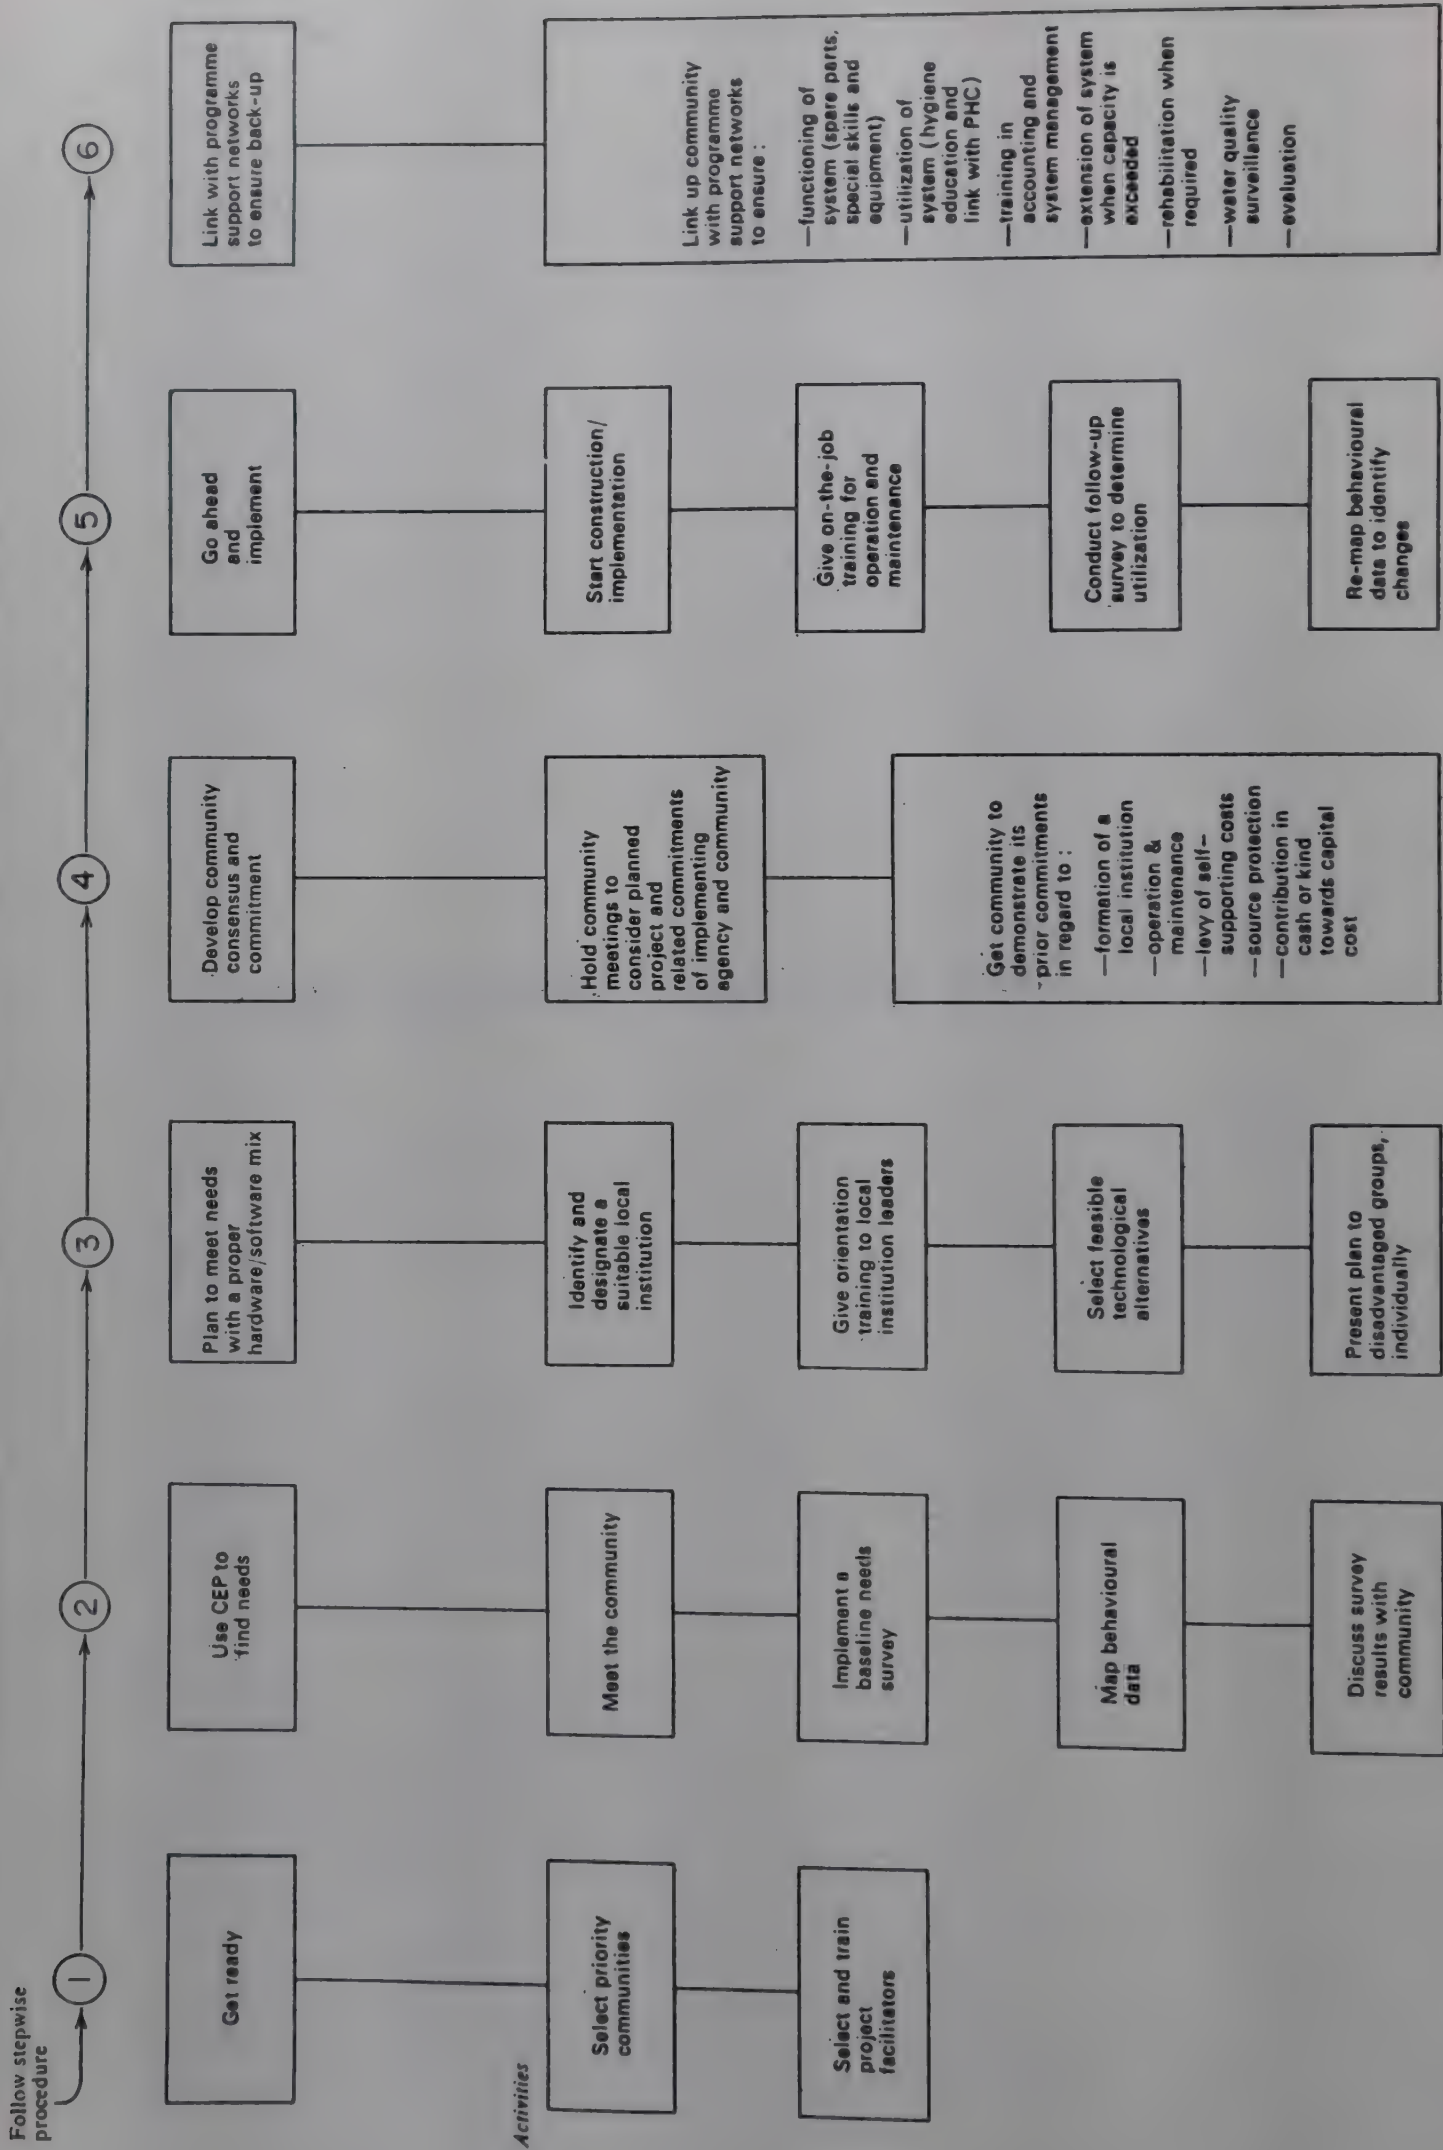 Follow stepwise
procedure
1
2
3
4
5
6
Get ready
Use CEP to
find needs
Plan to meet needs
with a proper
hardware/software mix
Develop community
consensus and
commitment
Go ahead
and
implement
Link with programme
support networks
to ensure back-up
Activities
Select priority
communities
Select and train
project
facilitators
Meet the community
Implement a
baseline needs
survey
Map behavioural
data
Discuss survey
results with
community
Identify and
designate a
suitable local
institution
Give orientation
training to local
institution leaders
Select feasible
technological
alternatives
Present plan to
disadvantaged groups,
individually
Hold community
meetings to
consider planned
project and
related commitments
of implementing
agency and community
Get community to
demonstrate its
prior commitments
in regard to :
—formation of a
local institution
—operation &
maintenance
—levy of self-
supporting costs
—source protection
—contribution in
cash or kind
towards capital
cost
Start construction/
implementation
Give on-the-job
training for
operation and
maintenance
Conduct follow-up
survey to determine
utilization
Re-map behavioural
data to identify
changes
Link up community
with programme
support networks
to ensure :
—functioning of
system (spare parts,
special skills and
equipment)
—utilization of
system (hygiene
education and
link with PHC)
—training in
accounting and
system management
—extension of system
when capacity is
exceeded
—rehabilitation when
required
—water quality
surveillance
—evaluation